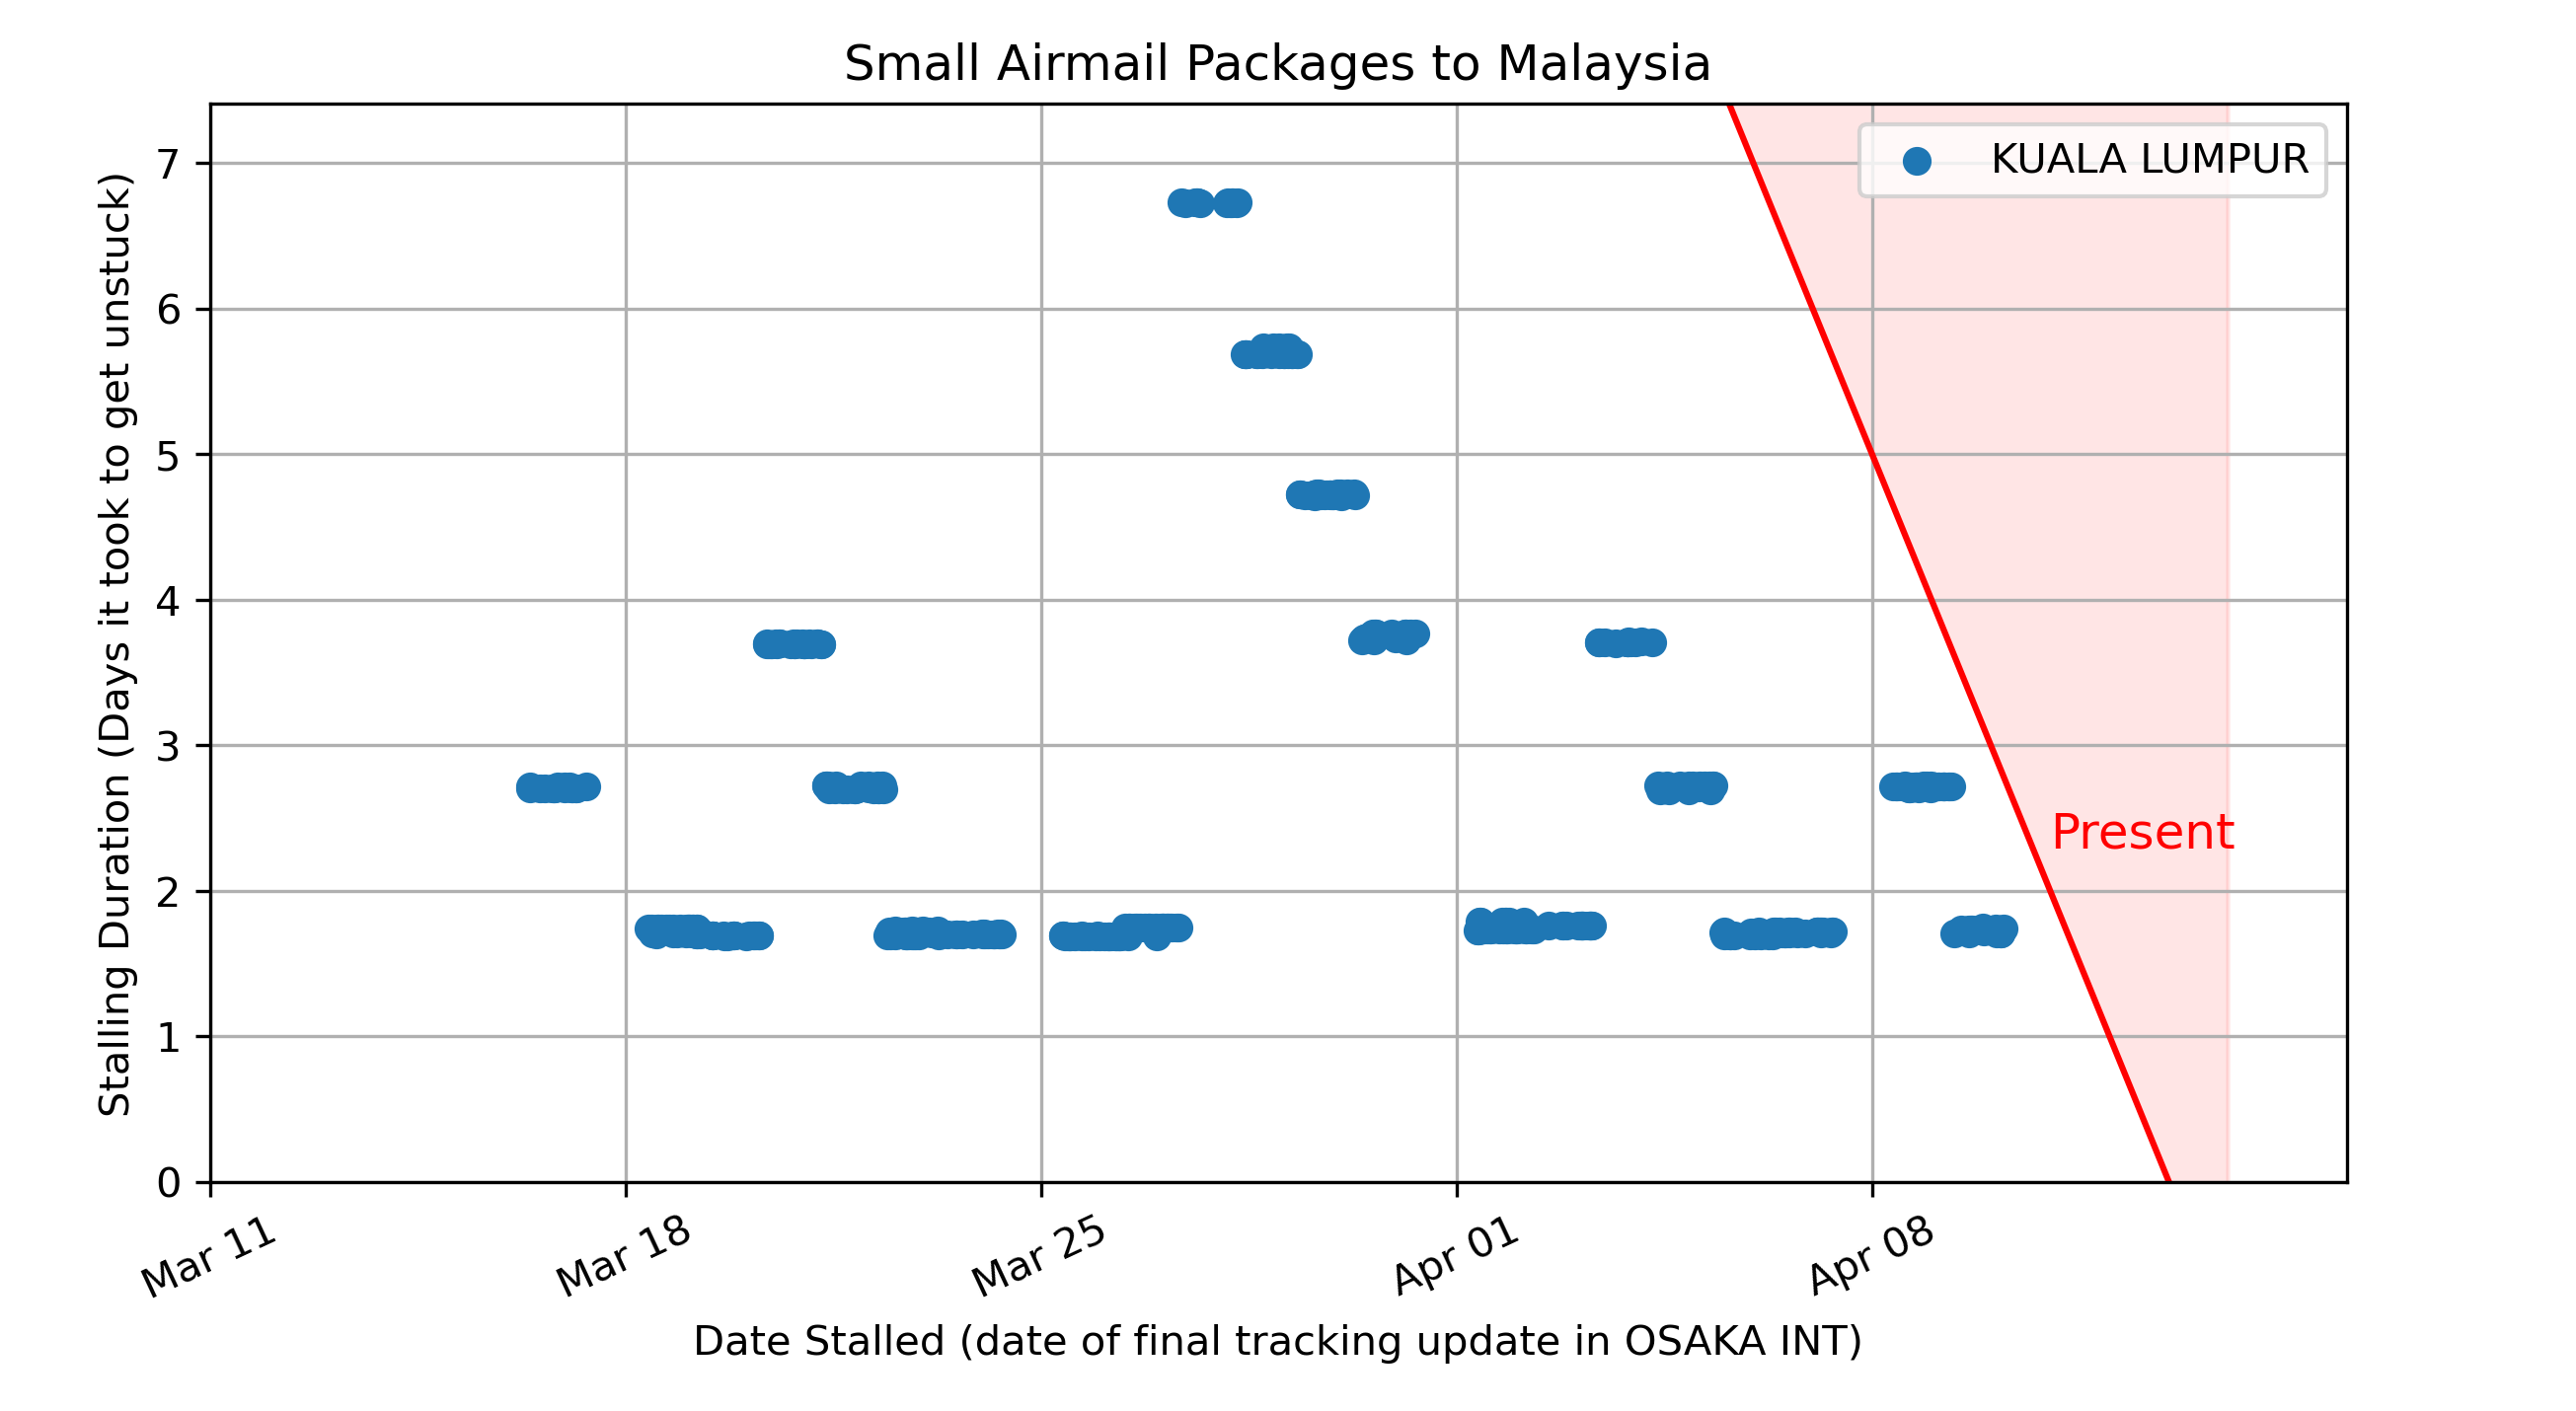 Small Airmail Packages to Malaysia
KUALA LUMPUR
Stalling Duration (Days it took to get unstuck)
7
6
5
4
3
2
1
0
Present
Mar 11
Mar 18
Mar 25
Apr 01
Apr 08
Date Stalled (date of final tracking update in OSAKA INT)